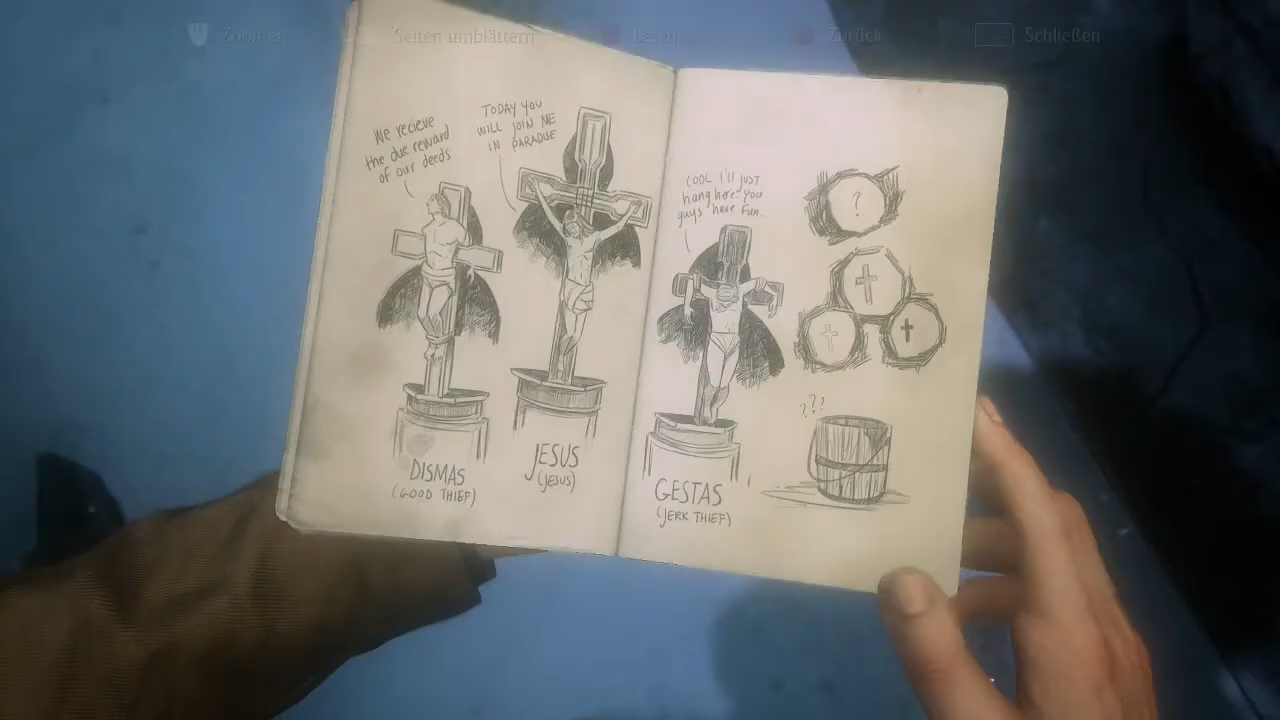 Zoomen
Seiten umblättern
Lesen
Zurück
Schließen
We recieve
the due reward
of our deeds
TODAY YOU
WILL JOIN ME
IN PARADISE
DISMAS
(GOOD THIEF)
JESUS
(JESUS)
COOL I'll JUST
hang here. You
guys have fun..
GESTAS
(JERK THIEF)
?
???